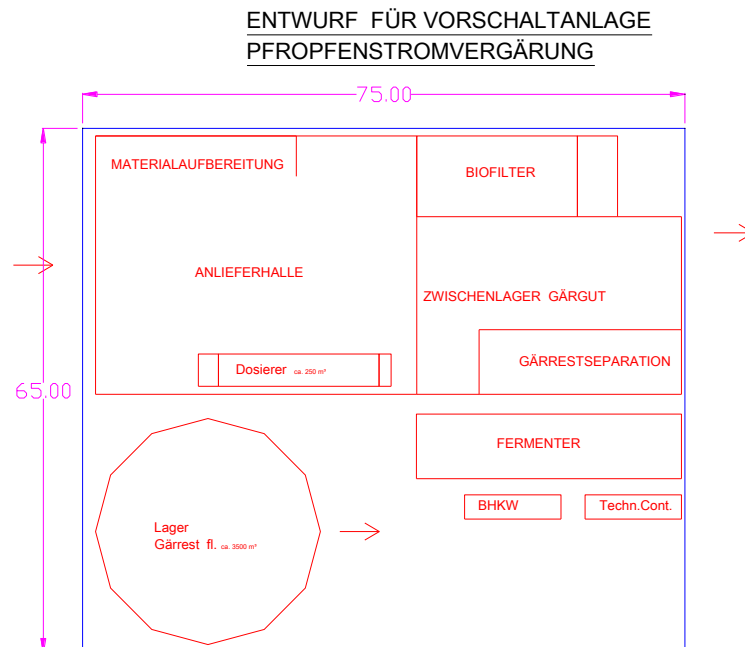 ENTWURF FÜR VORSCHALTANLAGE
PFROPFENSTROMVERGÄRUNG
75.00
MATERIALAUFBEREITUNG
BIOFILTER
ANLIEFERHALLE
ZWISCHENLAGER GÄRGUT
GÄRRESTSEPARATION
Dosierer ca. 250 m³
65.00
FERMENTER
BHKW
Techn.Cont.
Lager
Gärrest fl. ca. 3500 m³